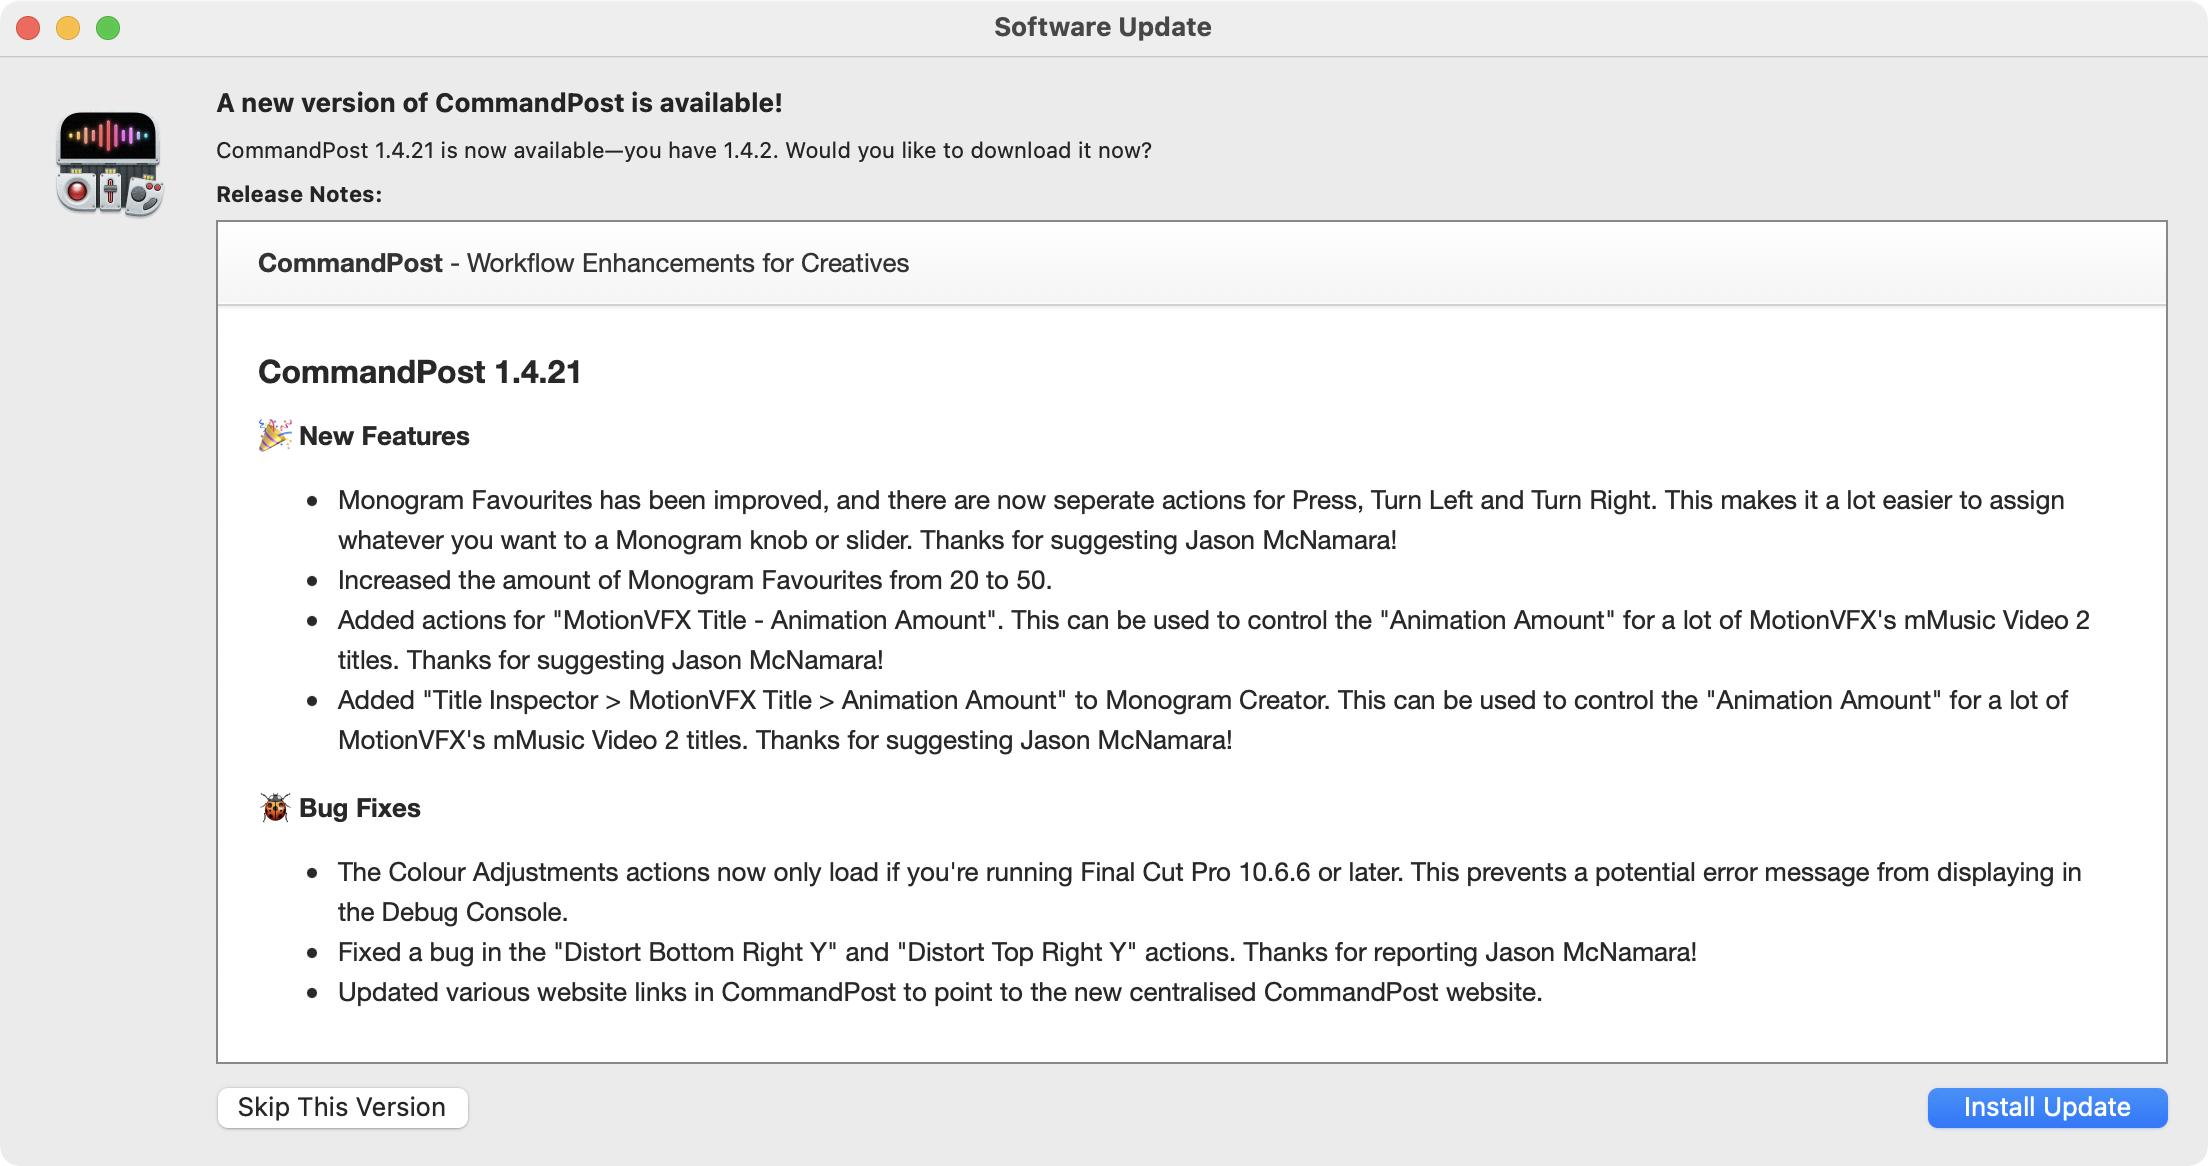 Software Update
A new version of CommandPost is available!
CommandPost 1.4.21 is now available—you have 1.4.2. Would you like to download it now?
Release Notes:
CommandPost - Workflow Enhancements for Creatives
CommandPost 1.4.21
🎉 New Features
• Monogram Favourites has been improved, and there are now seperate actions for Press, Turn Left and Turn Right. This makes it a lot easier to assign
whatever you want to a Monogram knob or slider. Thanks for suggesting Jason McNamara!
• Increased the amount of Monogram Favourites from 20 to 50.
• Added actions for "MotionVFX Title - Animation Amount". This can be used to control the "Animation Amount" for a lot of MotionVFX's mMusic Video 2
titles. Thanks for suggesting Jason McNamara!
• Added "Title Inspector > MotionVFX Title > Animation Amount" to Monogram Creator. This can be used to control the "Animation Amount" for a lot of
MotionVFX's mMusic Video 2 titles. Thanks for suggesting Jason McNamara!
🐞 Bug Fixes
• The Colour Adjustments actions now only load if you're running Final Cut Pro 10.6.6 or later. This prevents a potential error message from displaying in
the Debug Console.
• Fixed a bug in the "Distort Bottom Right Y" and "Distort Top Right Y" actions. Thanks for reporting Jason McNamara!
• Updated various website links in CommandPost to point to the new centralised CommandPost website.
Skip This Version
Install Update